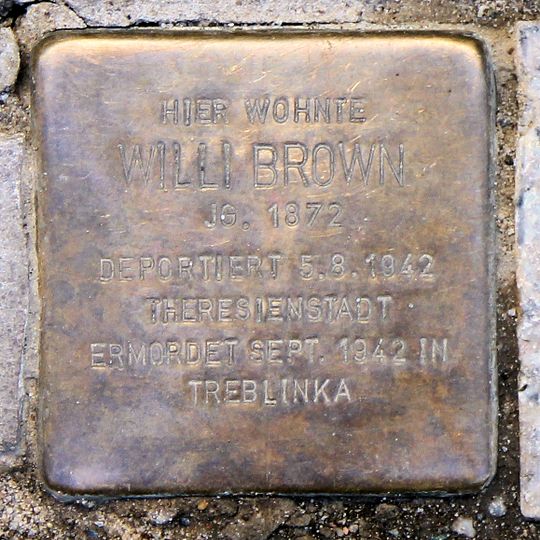 HIER WOHNTE
WILLI BROWN
JG. 1872
DEPORTIERT 5.8.1942
THERESIENSTADT
ERMORDET SEPT. 1942 IN
TREBLINKA